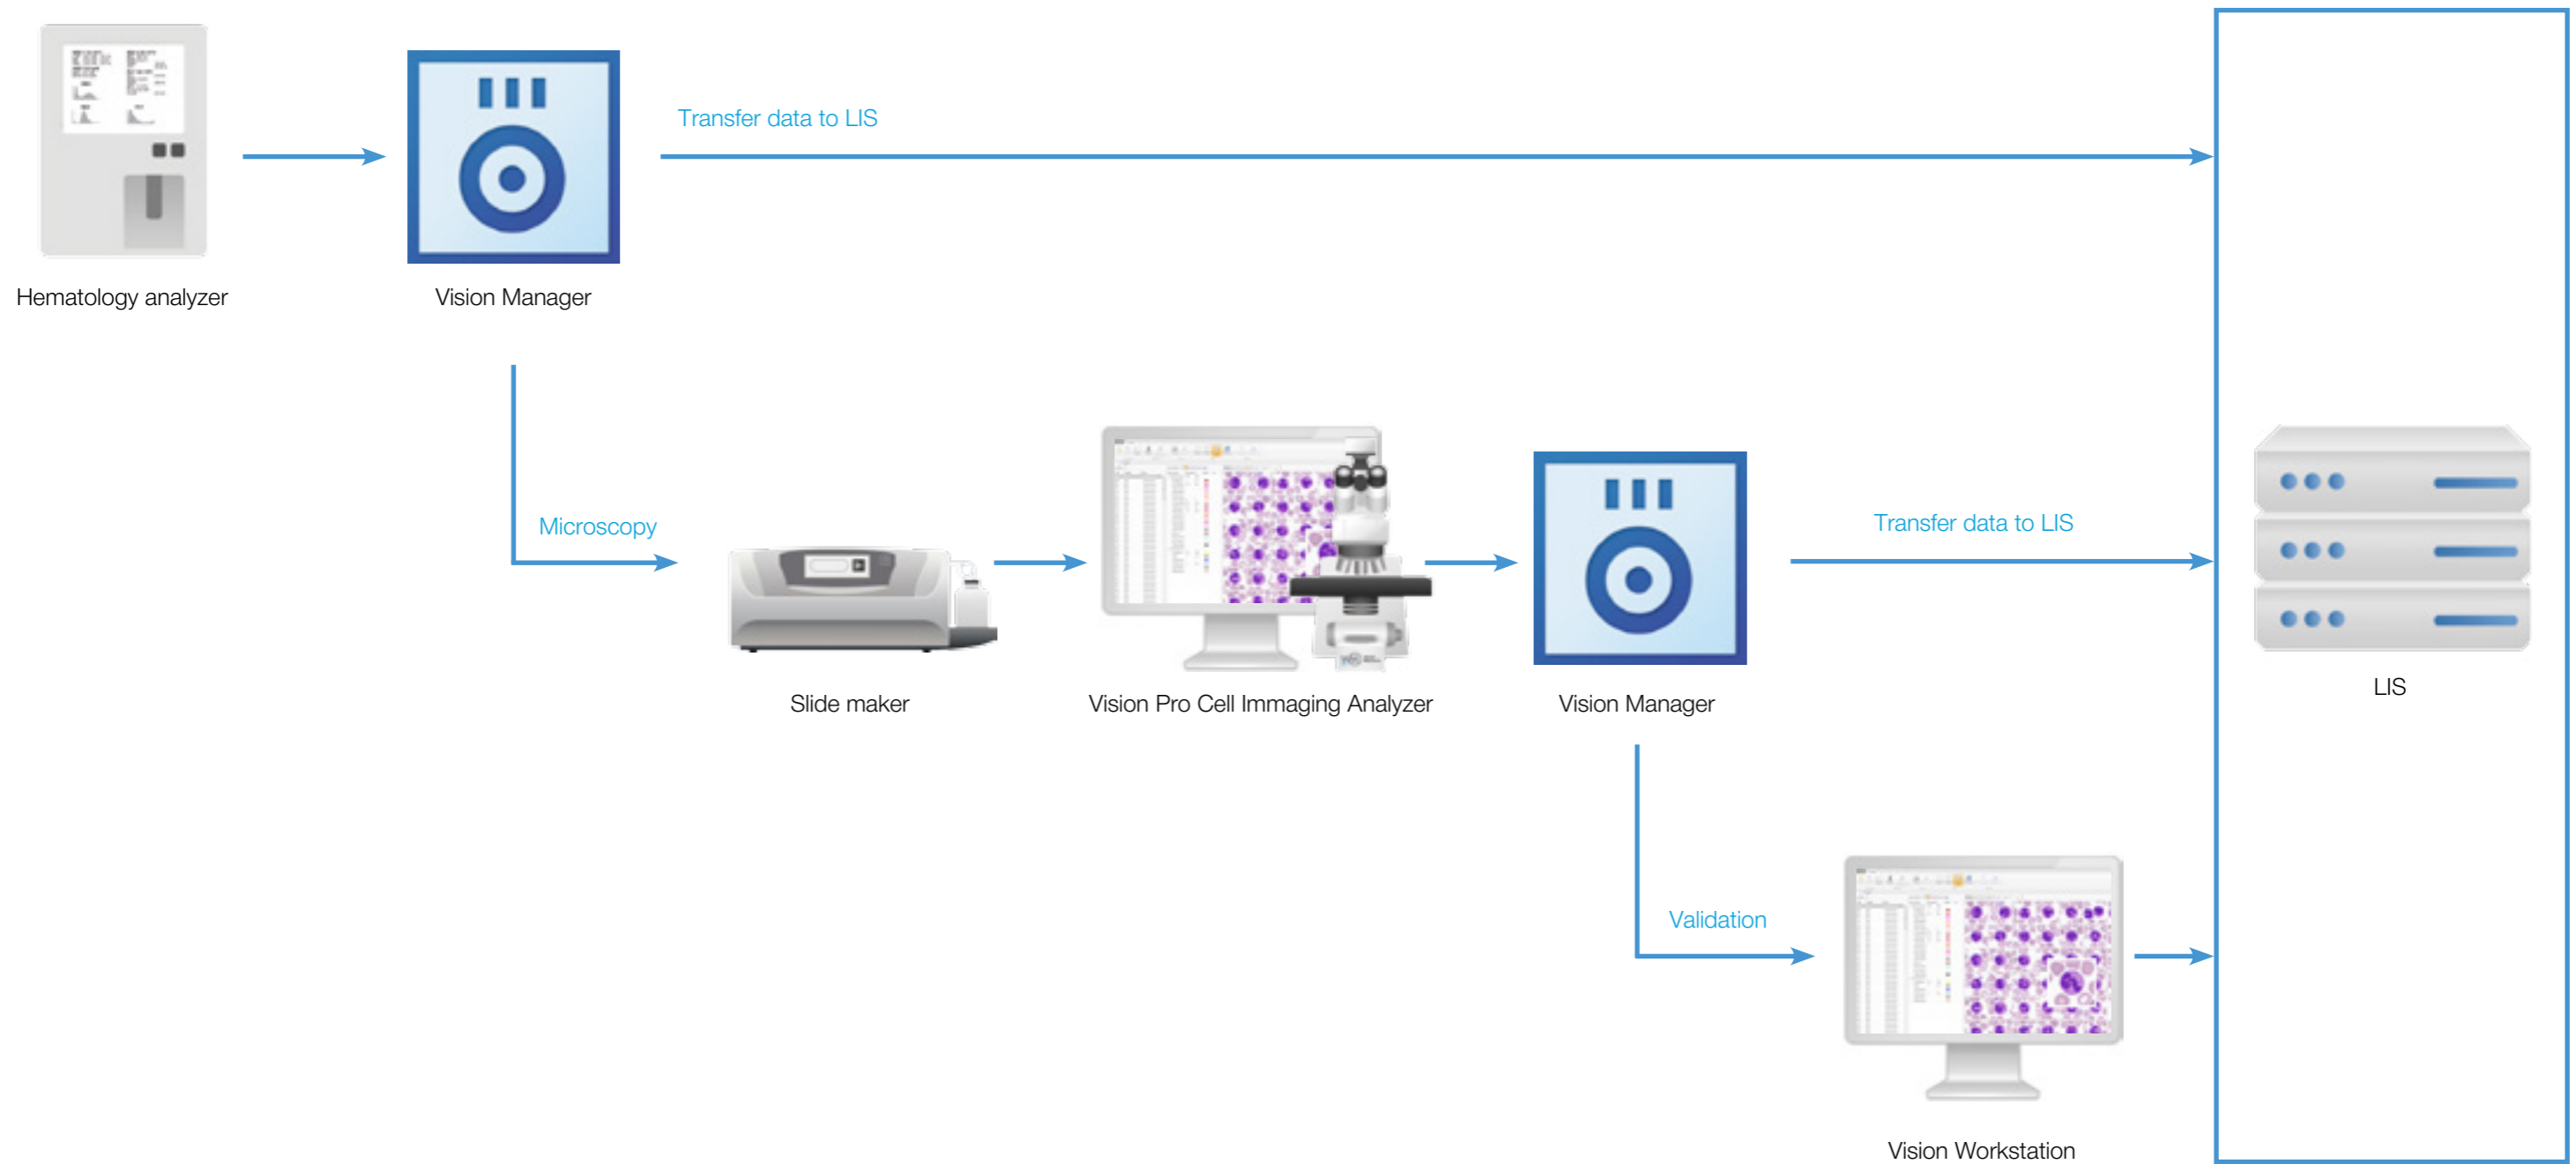 Transfer data to LIS
Hematology analyzer
Vision Manager
Microscopy
Transfer data to LIS
Slide maker
Vision Pro Cell Immaging Analyzer
Vision Manager
LIS
Validation
Vision Workstation